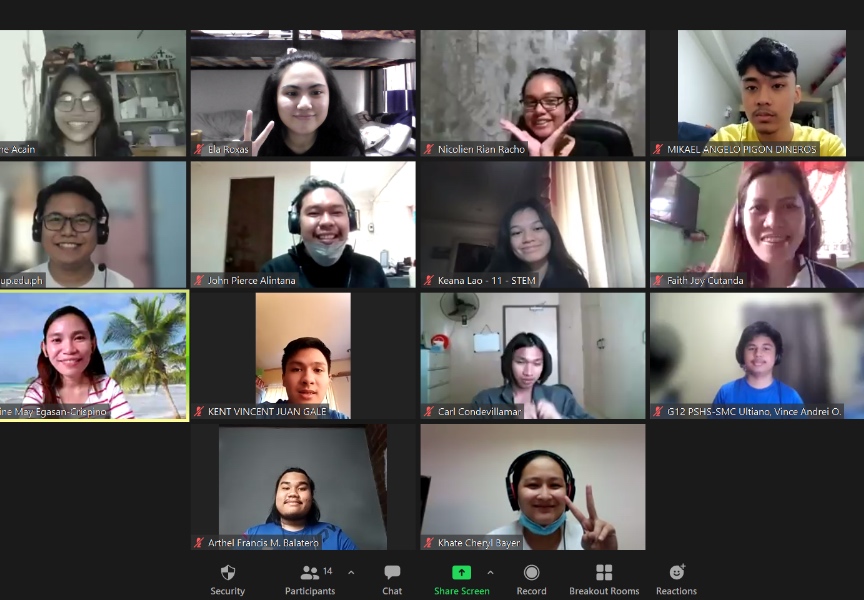 ne Acain
Ela Roxas
Nicolien Rian Racho
MIKAEL ANGELO PIGON DINEROS
up.edu.ph
John Pierce Alintana
Keana Lao - 11 - STEM
Faith Joy Cutanda
ine May Egasan-Crispino
KENT VINCENT JUAN GALE
Carl Condevillamar
G12 PSHS-SMC Ultiano, Vince Andrei O.
Arthel Francis M. Balatero
Khate Cheryl Bayer
14
Security
Participants
Chat
Share Screen
Record
Breakout Rooms
Reactions